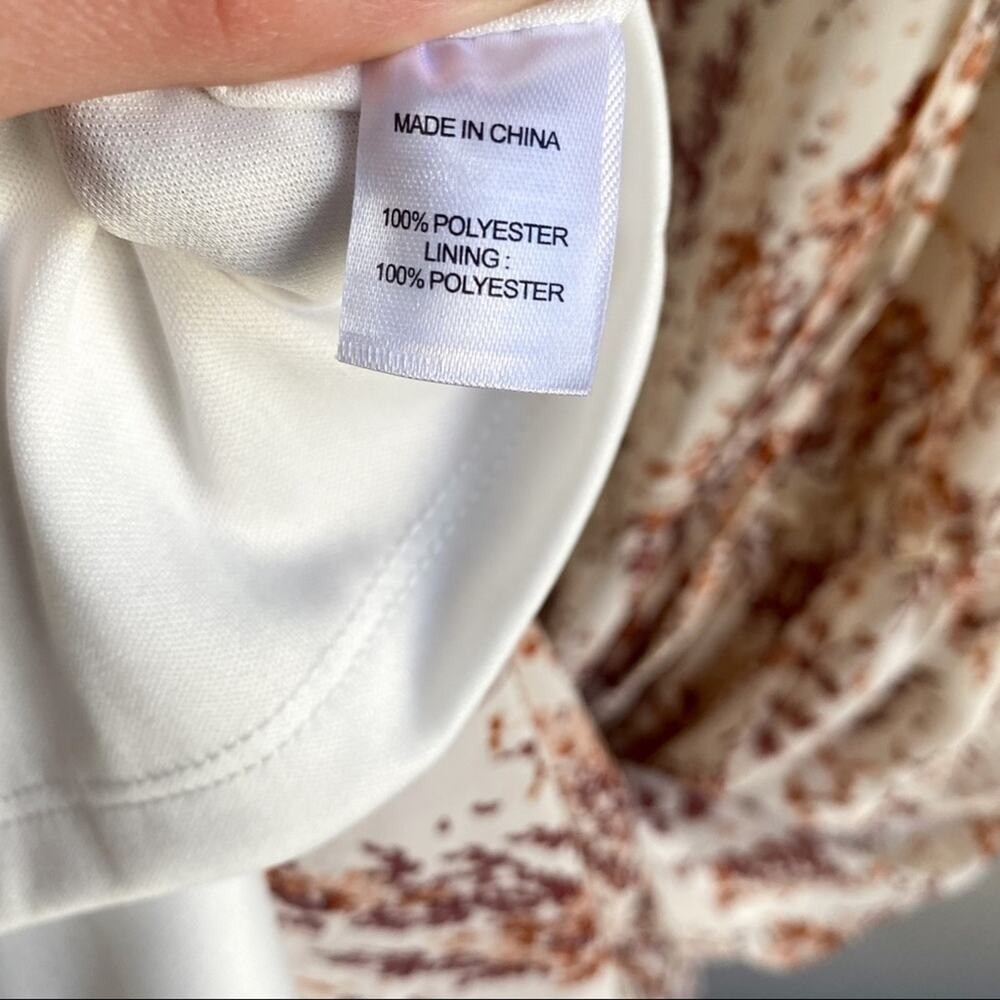 MADE IN CHINA
100% POLYESTER
LINING :
100% POLYESTER